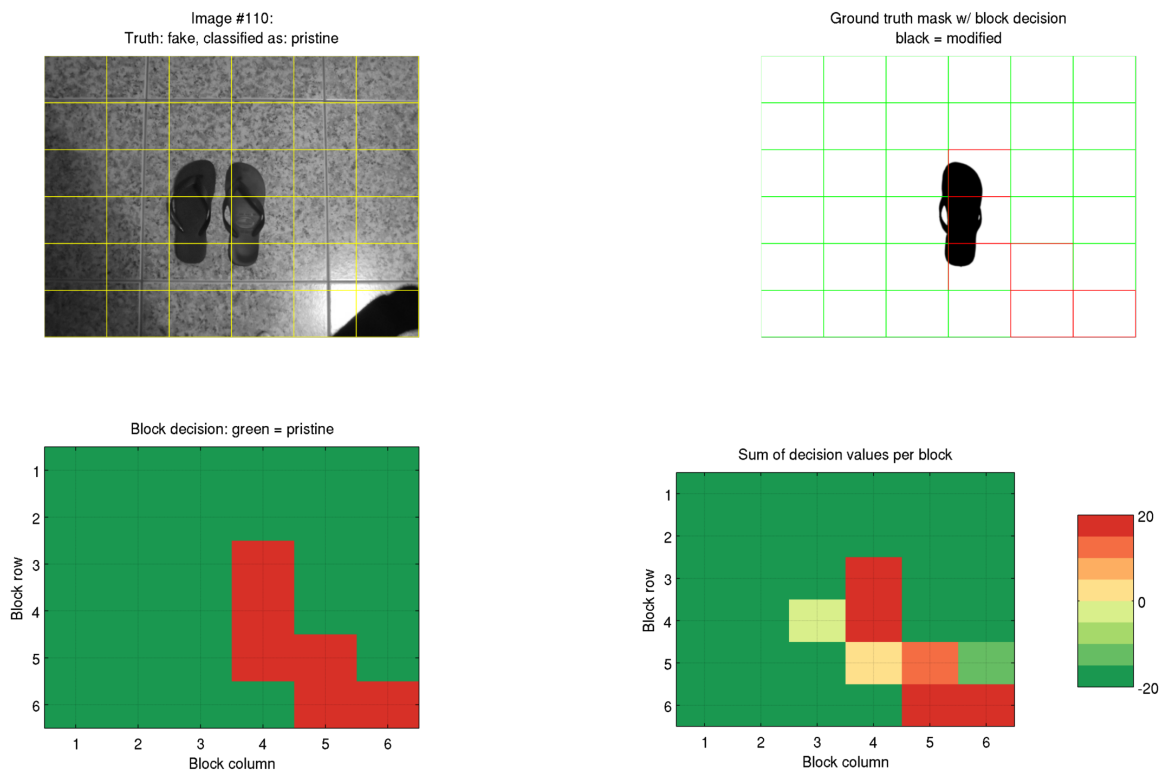 Image #110:
Truth: fake, classified as: pristine
Ground truth mask w/ block decision
black = modified
Block decision: green = pristine
1
2
3
4
5
6
Block row
1 2 3 4 5 6
Block column
Sum of decision values per block
1
2
3
4
5
6
Block row
1 2 3 4 5 6
Block column
20
0
-20